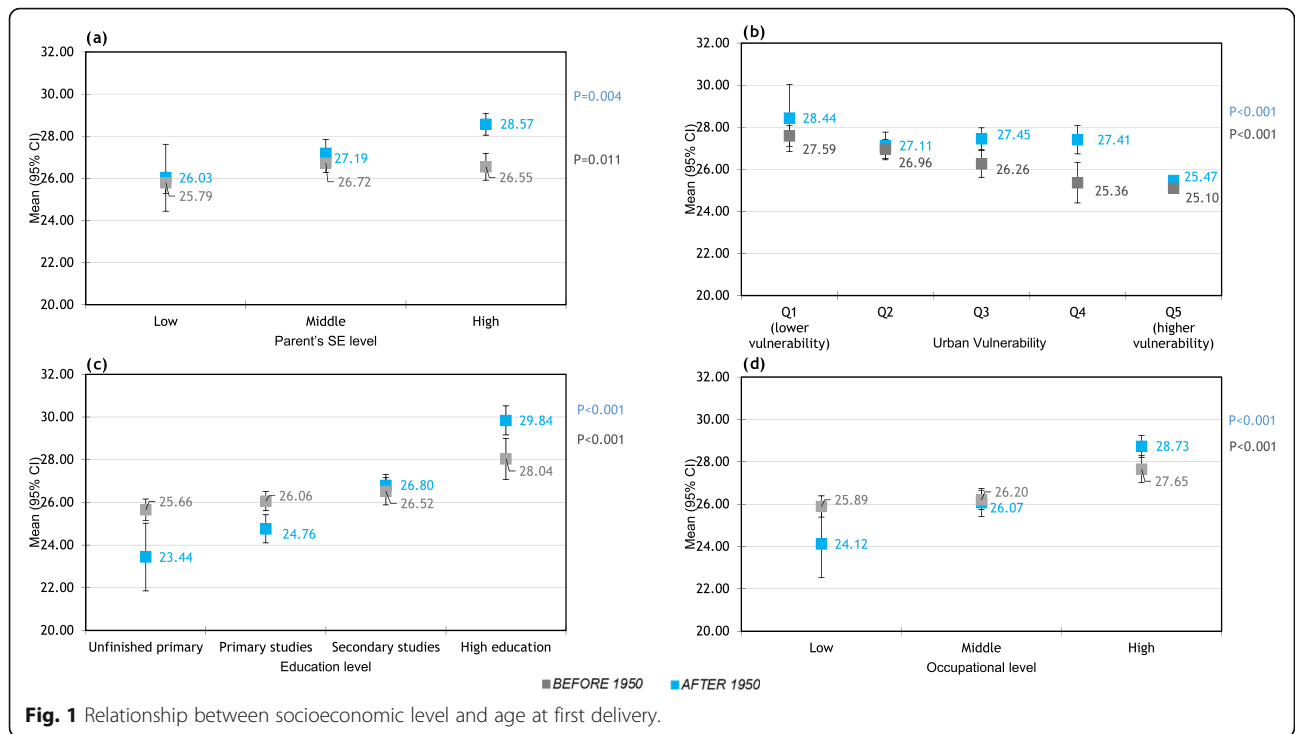 (a)
32.00
30.00
28.00
26.00
24.00
22.00
20.00
Mean (95% CI)
26.03
25.79
27.19
26.72
28.57
26.55
P=0.004
P=0.011
Low Middle High
Parent's SE level
(b)
32.00
30.00
28.00
26.00
24.00
22.00
20.00
Mean (95% CI)
28.44
27.59
27.11
26.96
27.45
26.26
27.41
25.36
25.47
25.10
P<0.001
P<0.001
Q1 Q2 Q3 Q4 Q5
(lower vulnerability) (higher vulnerability)
Urban Vulnerability
(c)
32.00
30.00
28.00
26.00
24.00
22.00
20.00
Mean (95% CI)
25.66
23.44
26.06
24.76
26.80
26.52
29.84
28.04
P<0.001
P<0.001
Unfinished primary Primary studies Secondary studies High education
Education level
(d)
32.00
30.00
28.00
26.00
24.00
22.00
20.00
Mean (95% CI)
25.89
24.12
26.20
26.07
28.73
27.65
P<0.001
P<0.001
Low Middle High
Occupational level
BEFORE 1950 AFTER 1950
Fig. 1 Relationship between socioeconomic level and age at first delivery.